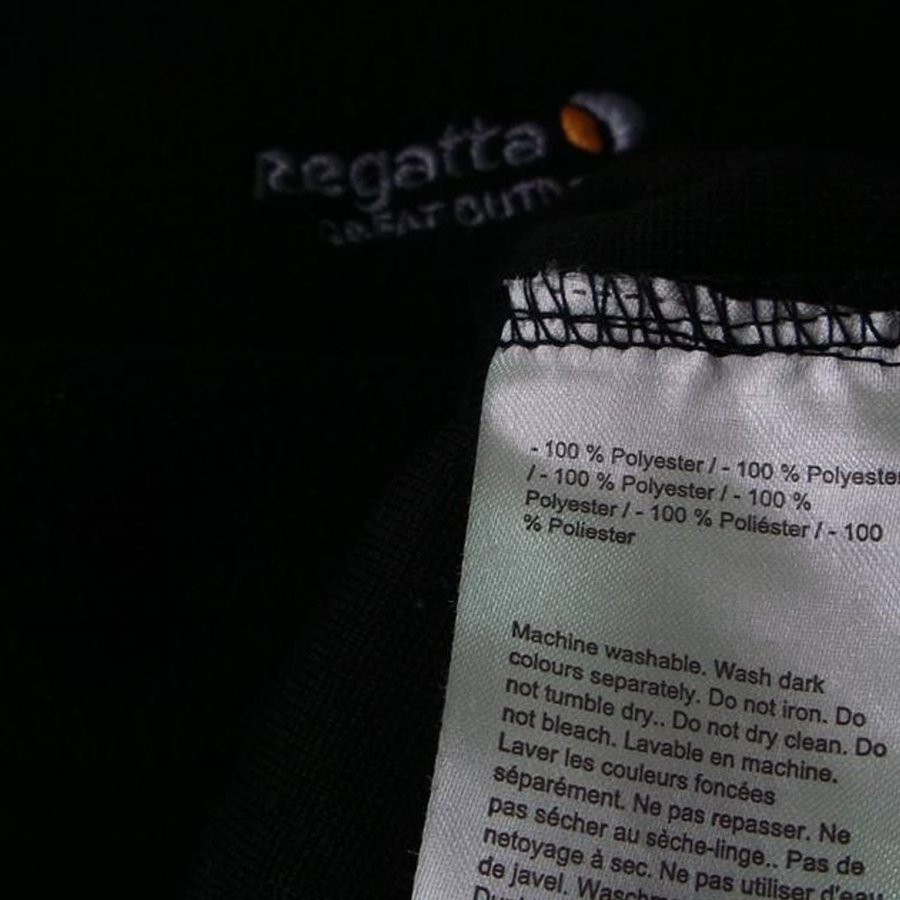 Regatta
GREAT OUTD
- 100 % Polyester / - 100 % Polyester
/ - 100 % Polyester / - 100 %
Polyester / - 100 % Poliéster / - 100
% Poliester
Machine washable. Wash dark
colours separately. Do not iron. Do
not tumble dry.. Do not dry clean. Do
not bleach. Lavable en machine.
Laver les couleurs foncées
séparément. Ne pas repasser. Ne
pas sécher au sèche-linge.. Pas de
netoyage à sec. Ne pas utiliser d'eau
de javel.